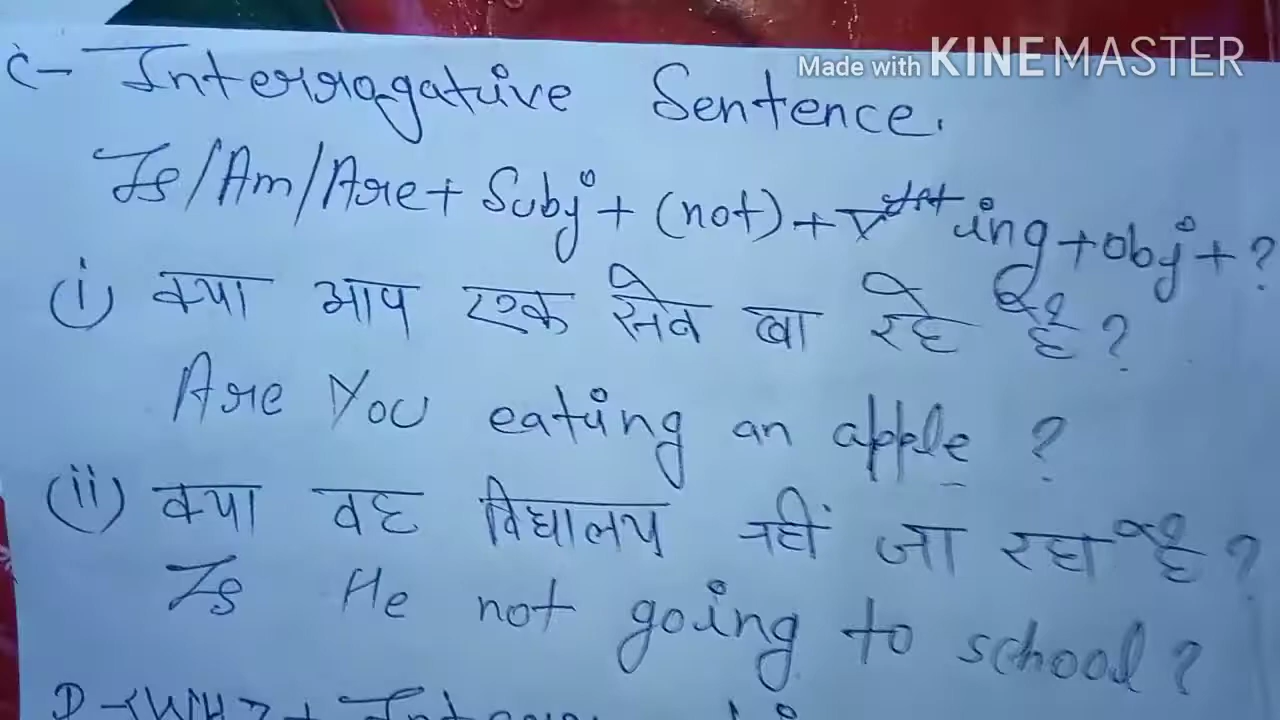 Made with KINEMASTER
C- Interrogative Sentence.
Is/Am/Are + Subj + (not) + ing + obj + ?
(i) क्या आप एक सेव खा रहे है?
Are You eating an apple ?
(ii) क्या वह विद्यालय नहीं जा रहा है?
Is He not going to school?